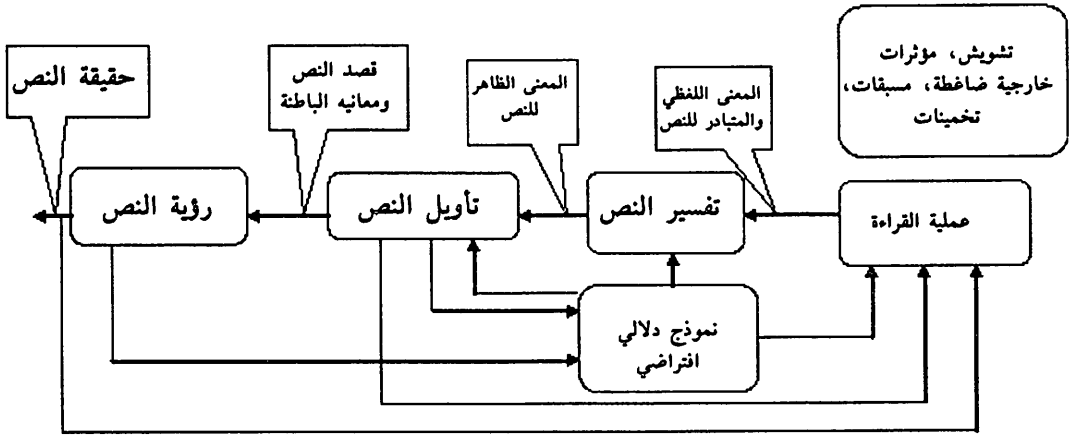 تشويش، مؤثرات
خارجية ضاغطة، مسبقات،
تخمينات
عملية القراءة
المعنى اللفظي
والمتبادر للنص
تفسير النص
المعنى الظاهر
للنص
تأويل النص
قصد النص
ومعانيه الباطنة
رؤية النص
حقيقة النص
نموذج دلالي
افتراضي